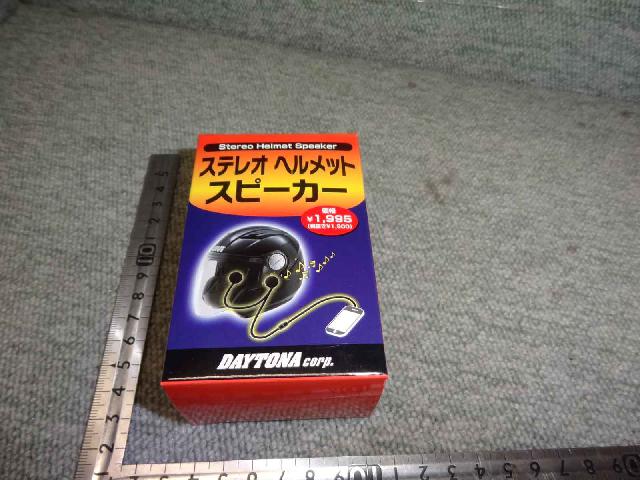 Stereo Helmet Speaker
ステレオ ヘルメット
スピーカー
価格
￥1,995
(税抜き￥1,900)
DAYTONA corp.